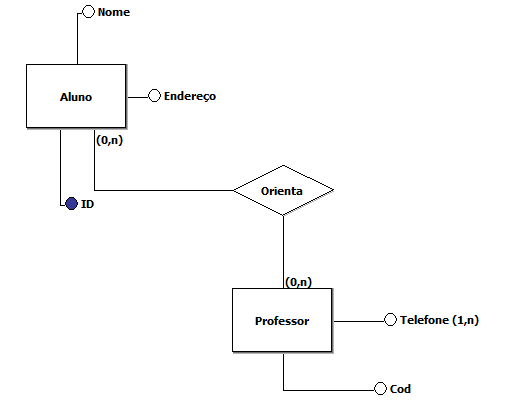 Nome
Aluno
Endereço
(0,n)
Orienta
ID
(0,n)
Professor
Telefone (1,n)
Cod